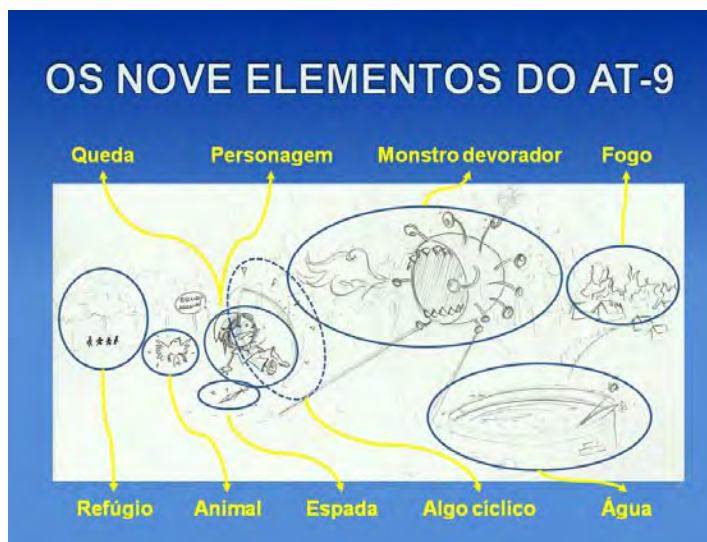 OS NOVE ELEMENTOS DO AT-9
Queda Personagem Monstro devorador Fogo
Refúgio Animal Espada Algo cíclico Água